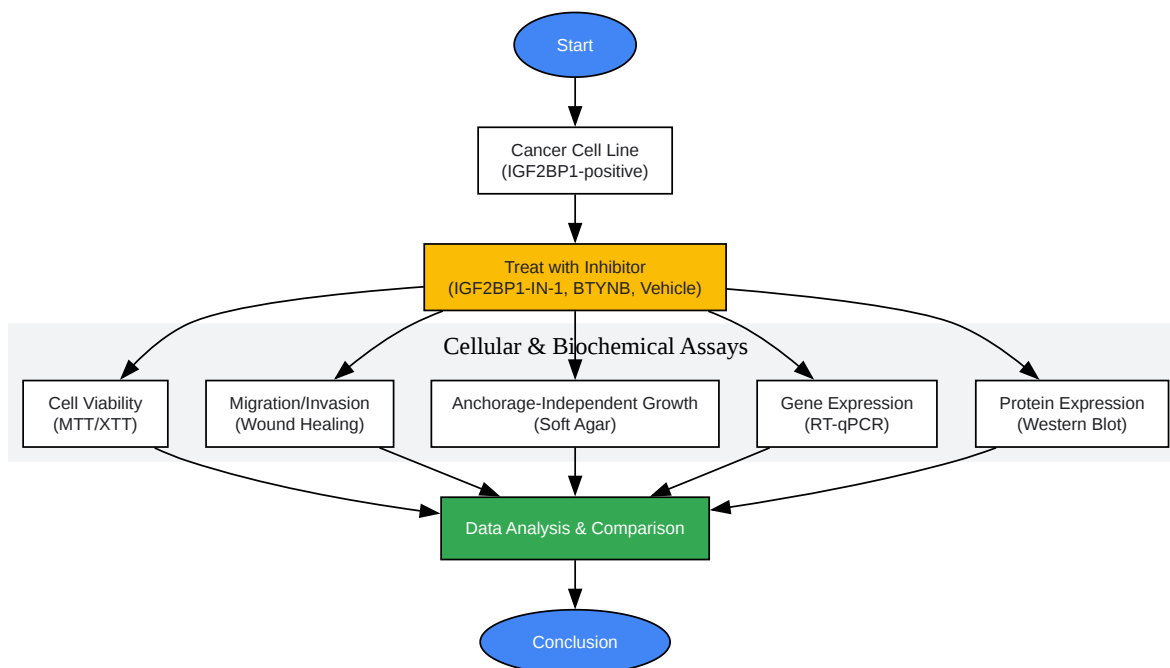 Start
Cancer Cell Line
(IGF2BP1-positive)
Treat with Inhibitor
(IGF2BP1-IN-1, BTYNB, Vehicle)
Cellular & Biochemical Assays
Cell Viability
(MTT/XTT)
Migration/Invasion
(Wound Healing)
Anchorage-Independent Growth
(Soft Agar)
Gene Expression
(RT-qPCR)
Protein Expression
(Western Blot)
Data Analysis & Comparison
Conclusion